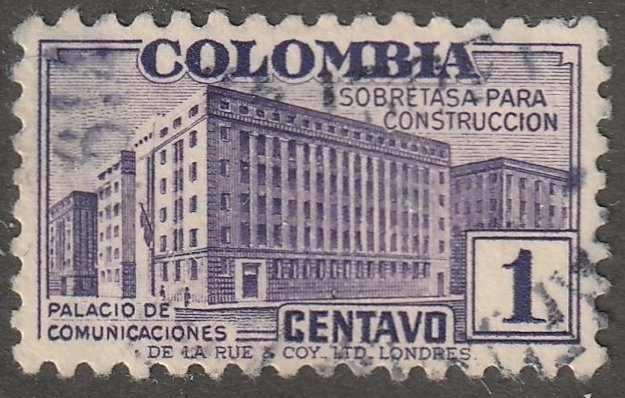 COLOMBIA
SOBRETASA PARA
CONSTRUCCION
PALACIO DE
COMUNICACIONES
CENTAVO
1
DE LA RUE & COY. LTD. LONDRES.